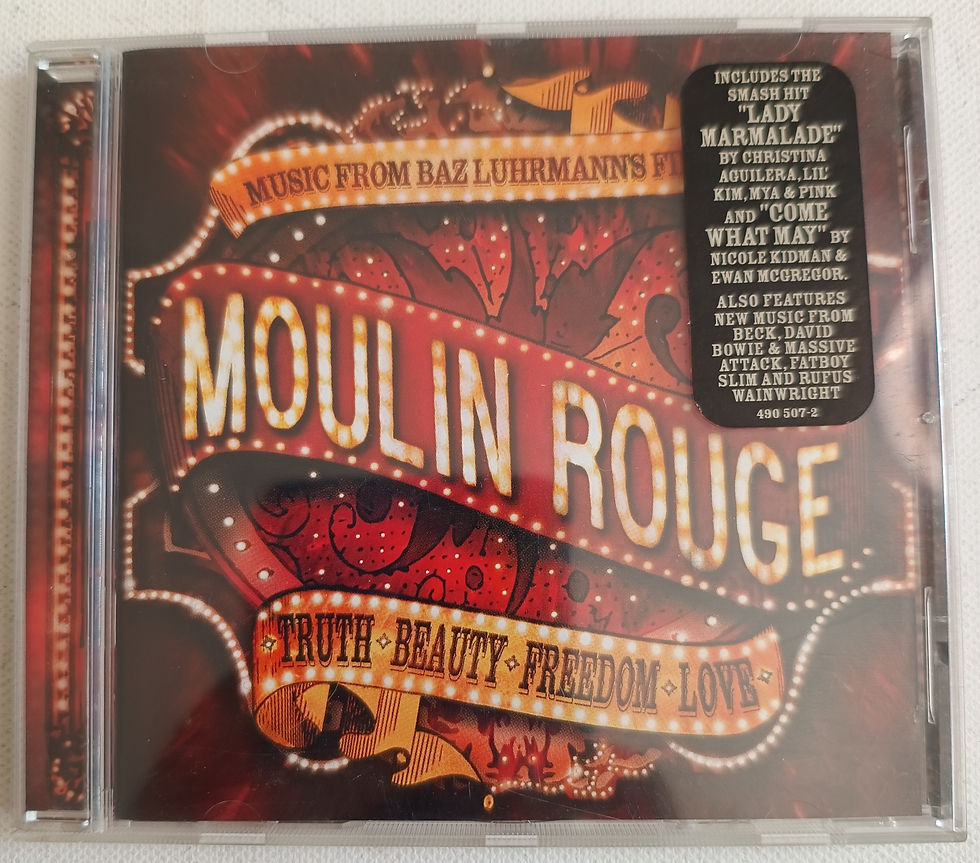 MUSIC FROM BAZ LUHRMANN'S
MOULIN ROUGE
TRUTH BEAUTY FREEDOM LOVE
INCLUDES THE
SMASH HIT
"LADY
MARMALADE"
BY CHRISTINA
AGUILERA, LIL'
KIM, MYA & PINK
AND "COME
WHAT MAY" BY
NICOLE KIDMAN &
EWAN MCGREGOR.
ALSO FEATURES
NEW MUSIC FROM
BECK, DAVID
BOWIE & MASSIVE
ATTACK, FATBOY
SLIM AND RUFUS
WAINWRIGHT
490 507-2